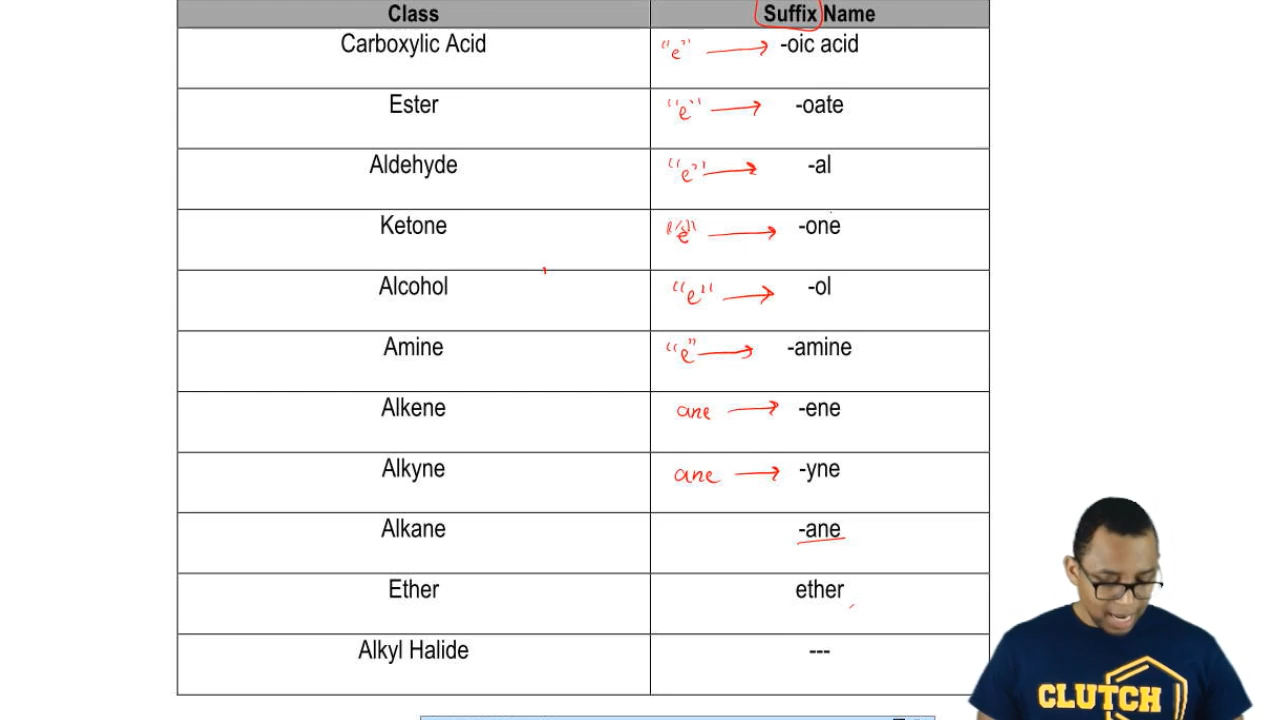 Class Suffix Name
Carboxylic Acid "e" → -oic acid
Ester "e" → -oate
Aldehyde "e" → -al
Ketone "e" → -one
Alcohol "e" → -ol
Amine "e" → -amine
Alkene ane → -ene
Alkyne ane → -yne
Alkane -ane
Ether ether
Alkyl Halide ---
CLUTCH